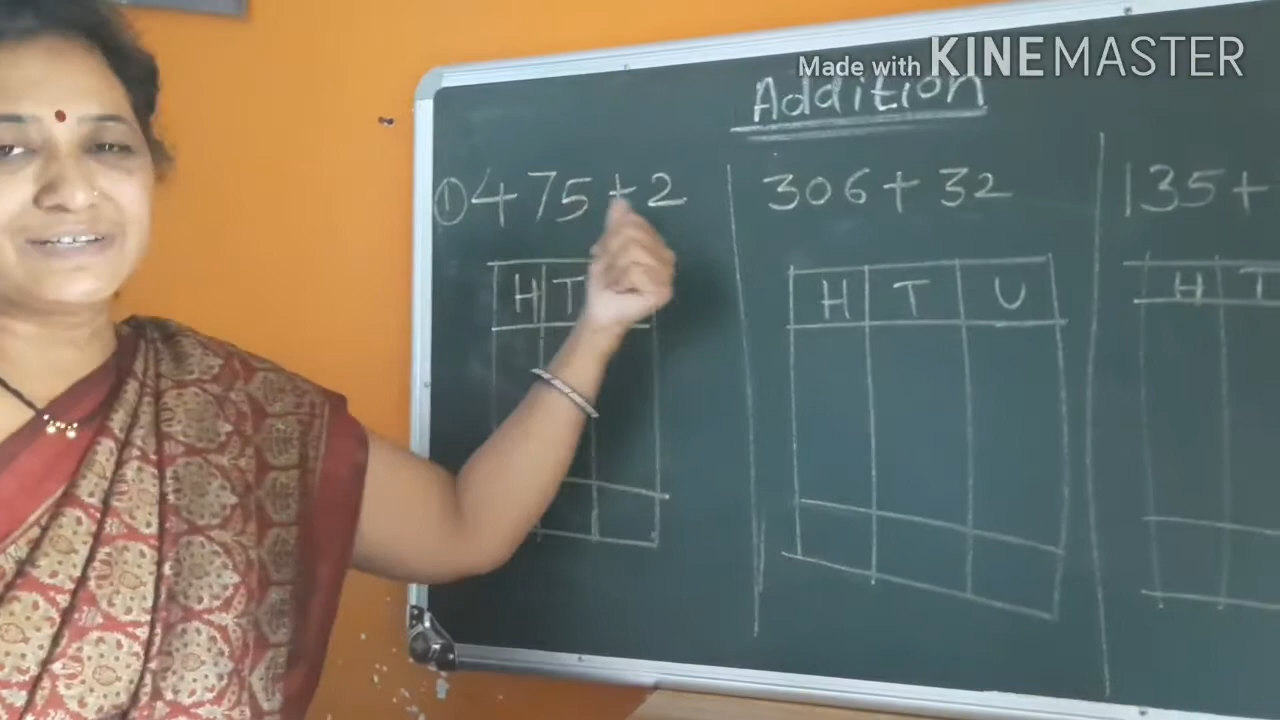 Made with KINEMASTER
Addition
① 475+2
306+32
135+
H T
H T U
H T